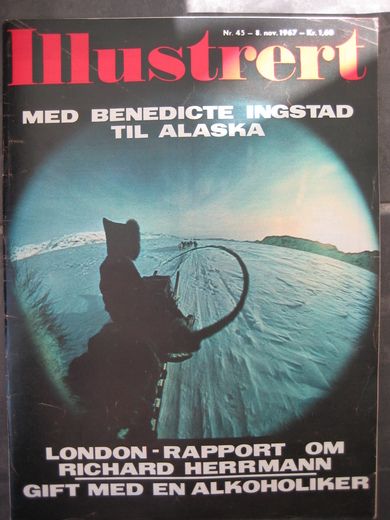 Nr. 45 – 8. nov. 1967 – Kr. 1,60
Illustrert
MED BENEDICTE INGSTAD
TIL ALASKA
LONDON - RAPPORT OM
RICHARD HERRMANN
GIFT MED EN ALKOHOLIKER